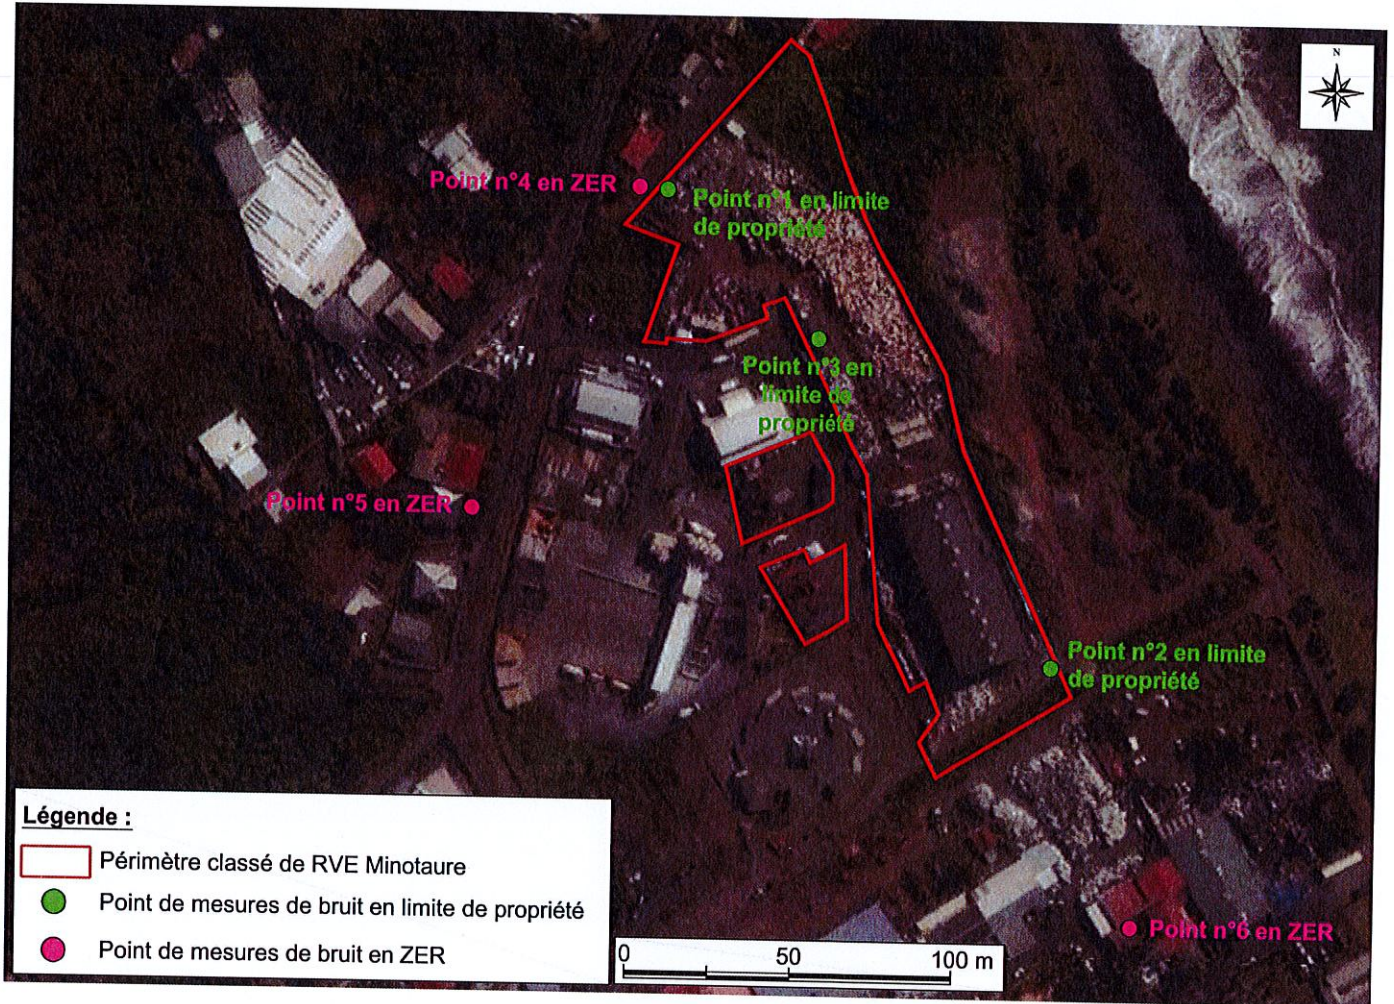 N
Point n°4 en ZER
Point n°1 en limite
de propriété
Point n°3 en
limite de
propriété
Point n°5 en ZER
Point n°2 en limite
de propriété
Point n°6 en ZER
Légende :
Périmètre classé de RVE Minotaure
Point de mesures de bruit en limite de propriété
Point de mesures de bruit en ZER
0 50 100 m